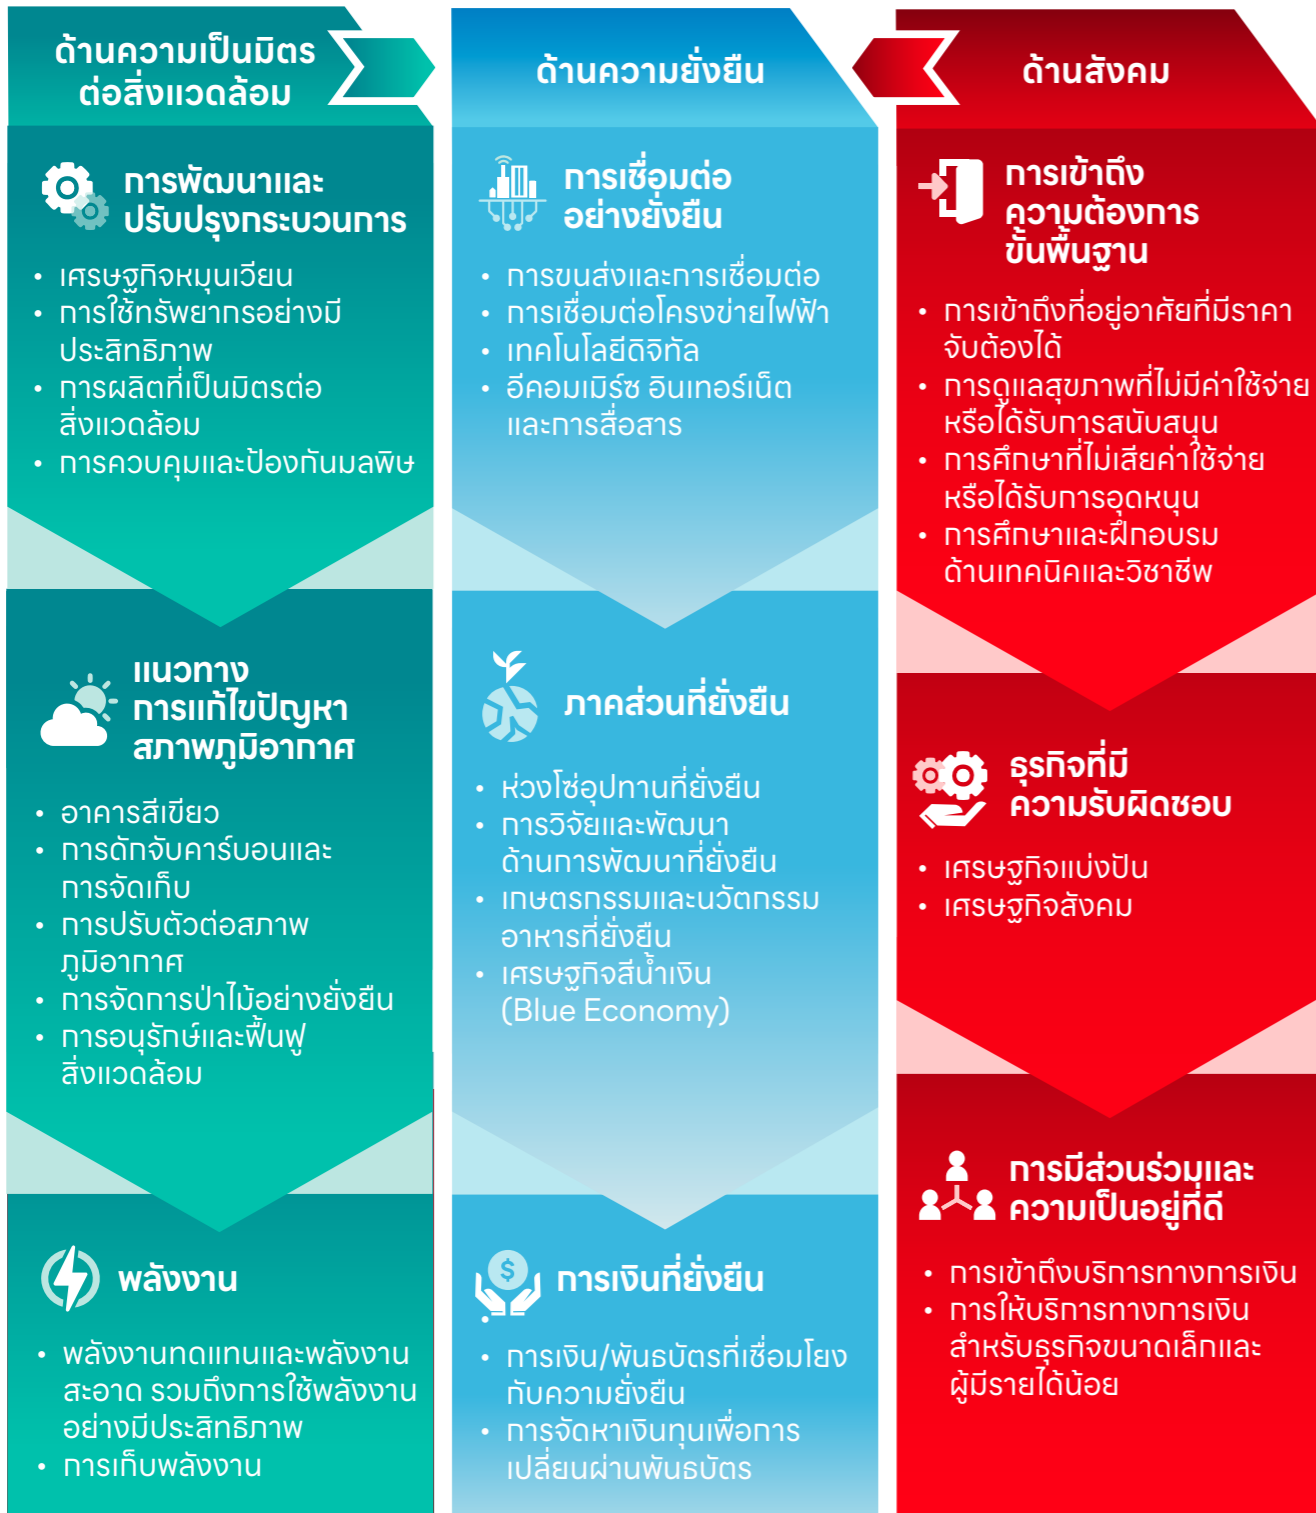 ด้านความเป็นมิตร
ต่อสิ่งแวดล้อม
การพัฒนาและ
ปรับปรุงกระบวนการ
• เศรษฐกิจหมุนเวียน
• การใช้ทรัพยากรอย่างมี
ประสิทธิภาพ
• การผลิตที่เป็นมิตรต่อ
สิ่งแวดล้อม
• การควบคุมและป้องกันมลพิษ
แนวทาง
การแก้ไขปัญหา
สภาพภูมิอากาศ
• อาคารสีเขียว
• การดักจับคาร์บอนและ
การจัดเก็บ
• การปรับตัวต่อสภาพ
ภูมิอากาศ
• การจัดการป่าไม้อย่างยั่งยืน
• การอนุรักษ์และฟื้นฟู
สิ่งแวดล้อม
พลังงาน
• พลังงานทดแทนและพลังงาน
สะอาด รวมถึงการใช้พลังงาน
อย่างมีประสิทธิภาพ
• การเก็บพลังงาน
ด้านความยั่งยืน
การเชื่อมต่อ
อย่างยั่งยืน
• การขนส่งและการเชื่อมต่อ
• การเชื่อมต่อโครงข่ายไฟฟ้า
• เทคโนโลยีดิจิทัล
• อีคอมเมิร์ซ อินเทอร์เน็ต
และการสื่อสาร
ภาคส่วนที่ยั่งยืน
• ห่วงโซ่อุปทานที่ยั่งยืน
• การวิจัยและพัฒนา
ด้านการพัฒนาที่ยั่งยืน
• เกษตรกรรมและนวัตกรรม
อาหารที่ยั่งยืน
• เศรษฐกิจสีน้ำเงิน
(Blue Economy)
$
การเงินที่ยั่งยืน
•
• การเงิน/พันธบัตรที่เชื่อมโยง
กับความยั่งยืน
• การจัดหาเงินทุนเพื่อการ
เปลี่ยนผ่านพันธบัตร
ด้านสังคม
การเข้าถึง
ความต้องการ
ขั้นพื้นฐาน
• การเข้าถึงที่อยู่อาศัยที่มีราคา
จับต้องได้
• การดูแลสุขภาพที่ไม่มีค่าใช้จ่าย
หรือได้รับการสนับสนุน
• การศึกษาที่ไม่เสียค่าใช้จ่าย
หรือได้รับการอุดหนุน
• การศึกษาและฝึกอบรม
ด้านเทคนิคและวิชาชีพ
ธุรกิจที่มี
ความรับผิดชอบ
• เศรษฐกิจแบ่งปัน
• เศรษฐกิจสังคม
การมีส่วนร่วมและ
ความเป็นอยู่ที่ดี
• การเข้าถึงบริการทางการเงิน
• การให้บริการทางการเงิน
สำหรับธุรกิจขนาดเล็กและ
ผู้มีรายได้น้อย